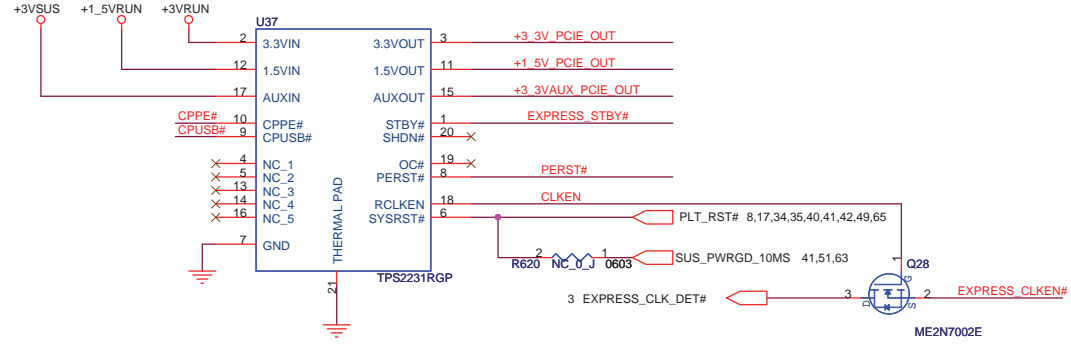 +3VSUS +1_5VRUN +3VRUN
U37
2 3.3VIN 3.3VOUT 3 +3_3V_PCIE_OUT
12 1.5VIN 1.5VOUT 11 +1_5V_PCIE_OUT
17 AUXIN AUXOUT 15 +3_3VAUX_PCIE_OUT
CPPE# 10 CPPE# STBY# 1 EXPRESS_STBY#
CPUSB# 9 CPUSB# SHDN# 20
4 NC_1 OC# 19
5 NC_2 PERST# 8 PERST#
13 NC_3
14 NC_4 RCLKEN 18 CLKEN
16 NC_5 SYSRST# 6 PLT_RST# 8,17,34,35,40,41,42,49,65
7 GND
THERMAL PAD
21
TPS2231RGP
2 1
R620 NC_0_J 0603 SUS_PWRGD_10MS 41,51,63
1 Q28
G
3 EXPRESS_CLK_DET# 3 D S 2 EXPRESS_CLKEN#
ME2N7002E